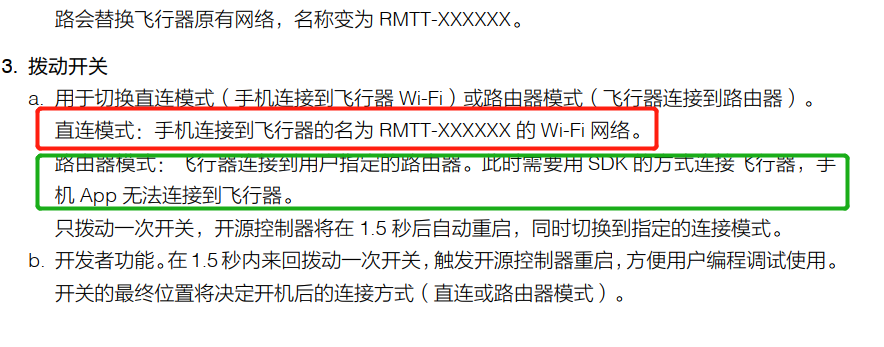 路会替换飞行器原有网络，名称变为 RMTT-XXXXXX。
3. 拨动开关
a. 用于切换直连模式（手机连接到飞行器 Wi-Fi）或路由器模式（飞行器连接到路由器）。
直连模式：手机连接到飞行器的名为 RMTT-XXXXXX 的 Wi-Fi 网络。
路由器模式：飞行器连接到用户指定的路由器。此时需要用 SDK 的方式连接飞行器，手
机 App 无法连接到飞行器。
只拨动一次开关，开源控制器将在 1.5 秒后自动重启，同时切换到指定的连接模式。
b. 开发者功能。在 1.5 秒内来回拨动一次开关，触发开源控制器重启，方便用户编程调试使用。
开关的最终位置将决定开机后的连接方式（直连或路由器模式）。